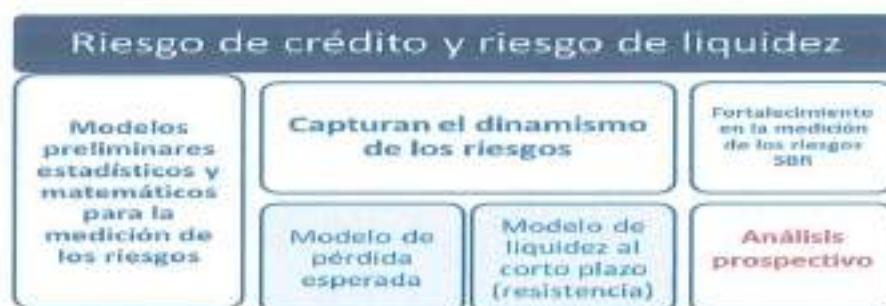 Riesgo de crédito y riesgo de liquidez
Modelos
preliminares
estadísticos y
matemáticos
para la
medición de
los riesgos
Capturan el dinamismo
de los riesgos
Modelo de
pérdida
esperada
Modelo de
liquidez al
corto plazo
(resistencia)
Fortalecimiento
en la medición
de los riesgos
SBR
Análisis
prospectivo